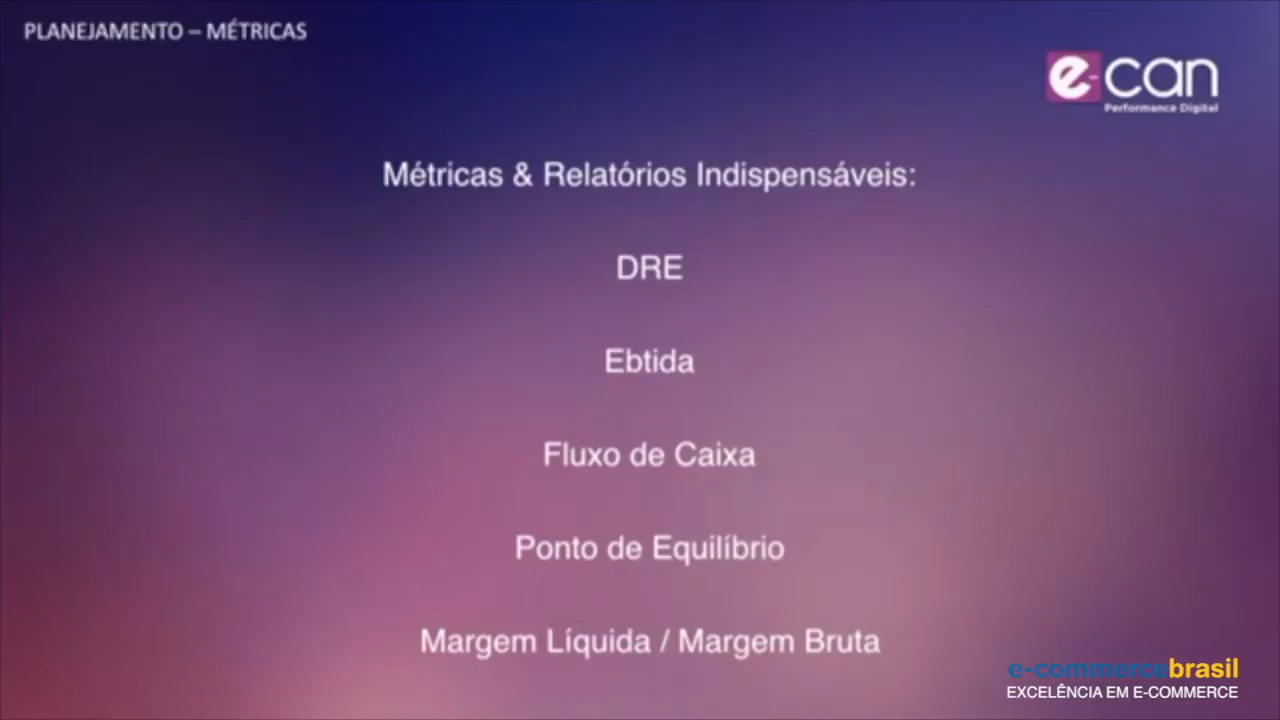 PLANEJAMENTO – MÉTRICAS
e-can
Performance Digital
Métricas & Relatórios Indispensáveis:
DRE
Ebtida
Fluxo de Caixa
Ponto de Equilíbrio
Margem Líquida / Margem Bruta
e-commercebrasil
EXCELÊNCIA EM E-COMMERCE